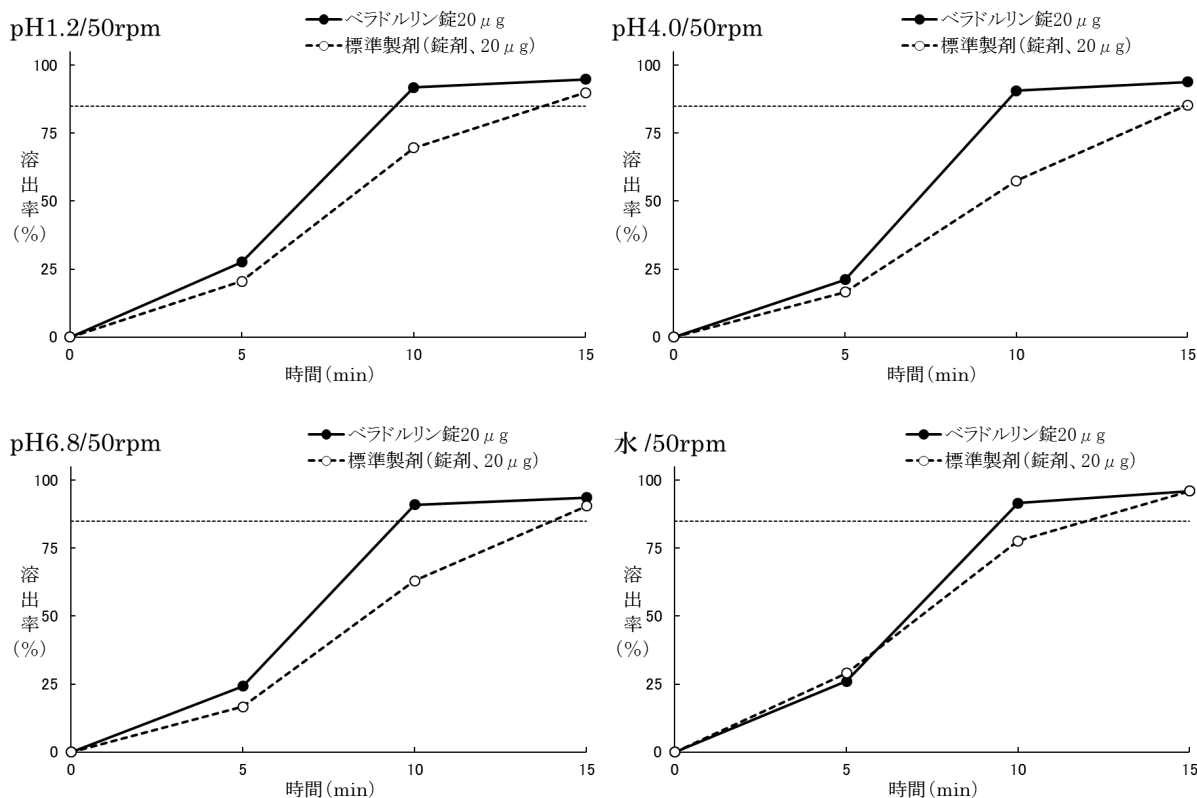 pH1.2/50rpm
ベラドルリン錠20μg
標準製剤(錠剤、20μg)
100
75
50
25
0
溶出率(%)
0 5 10 15
時間(min)
pH4.0/50rpm
ベラドルリン錠20μg
標準製剤(錠剤、20μg)
100
75
50
25
0
溶出率(%)
0 5 10 15
時間(min)
pH6.8/50rpm
ベラドルリン錠20μg
標準製剤(錠剤、20μg)
100
75
50
25
0
溶出率(%)
0 5 10 15
時間(min)
水/50rpm
ベラドルリン錠20μg
標準製剤(錠剤、20μg)
100
75
50
25
0
溶出率(%)
0 5 10 15
時間(min)